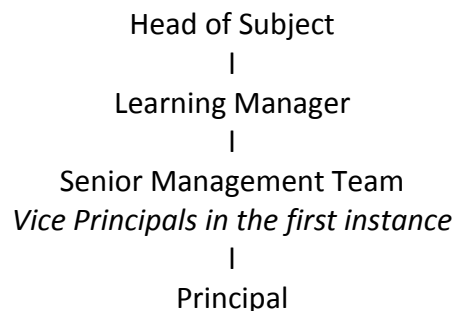 Head of Subject
I
Learning Manager
I
Senior Management Team
Vice Principals in the first instance
I
Principal